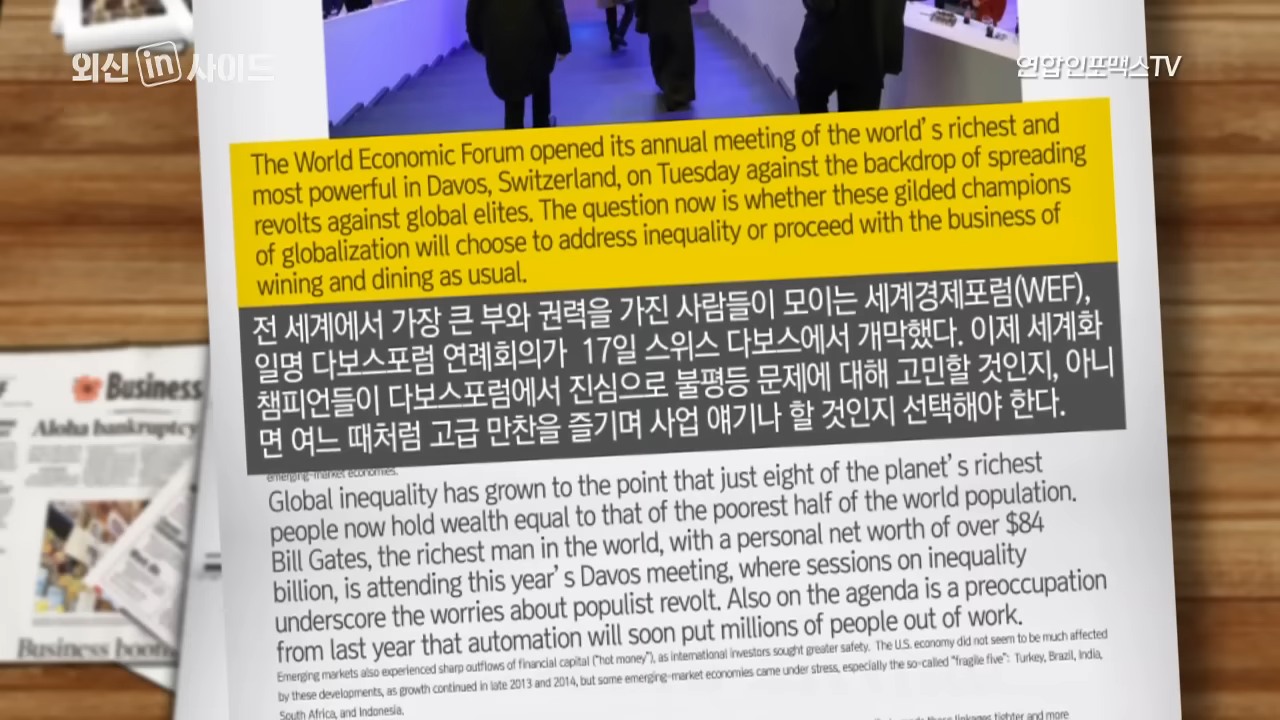 외신 in 사이드
연합인포맥스TV
The World Economic Forum opened its annual meeting of the world's richest and
most powerful in Davos, Switzerland, on Tuesday against the backdrop of spreading
revolts against global elites. The question now is whether these gilded champions
of globalization will choose to address inequality or proceed with the business of
wining and dining as usual.
전 세계에서 가장 큰 부와 권력을 가진 사람들이 모이는 세계경제포럼(WEF),
일명 다보스포럼 연례회의가 17일 스위스 다보스에서 개막했다. 이제 세계화
챔피언들이 다보스포럼에서 진심으로 불평등 문제에 대해 고민할 것인지, 아니
면 여느 때처럼 고급 만찬을 즐기며 사업 얘기나 할 것인지 선택해야 한다.
emerging-market economies.
Global inequality has grown to the point that just eight of the planet's richest
people now hold wealth equal to that of the poorest half of the world population.
Bill Gates, the richest man in the world, with a personal net worth of over $84
billion, is attending this year's Davos meeting, where sessions on inequality
underscore the worries about populist revolt. Also on the agenda is a preoccupation
from last year that automation will soon put millions of people out of work.
Emerging markets also experienced sharp outflows of financial capital ("hot money"), as international investors sought greater safety. The U.S. economy did not seem to be much affected
by these developments, as growth continued in late 2013 and 2014, but some emerging-market economies came under stress, especially the so-called "fragile five": Turkey, Brazil, India,
South Africa, and Indonesia.
linkages tighter and more
Business
Aloha bankruptcy
Business